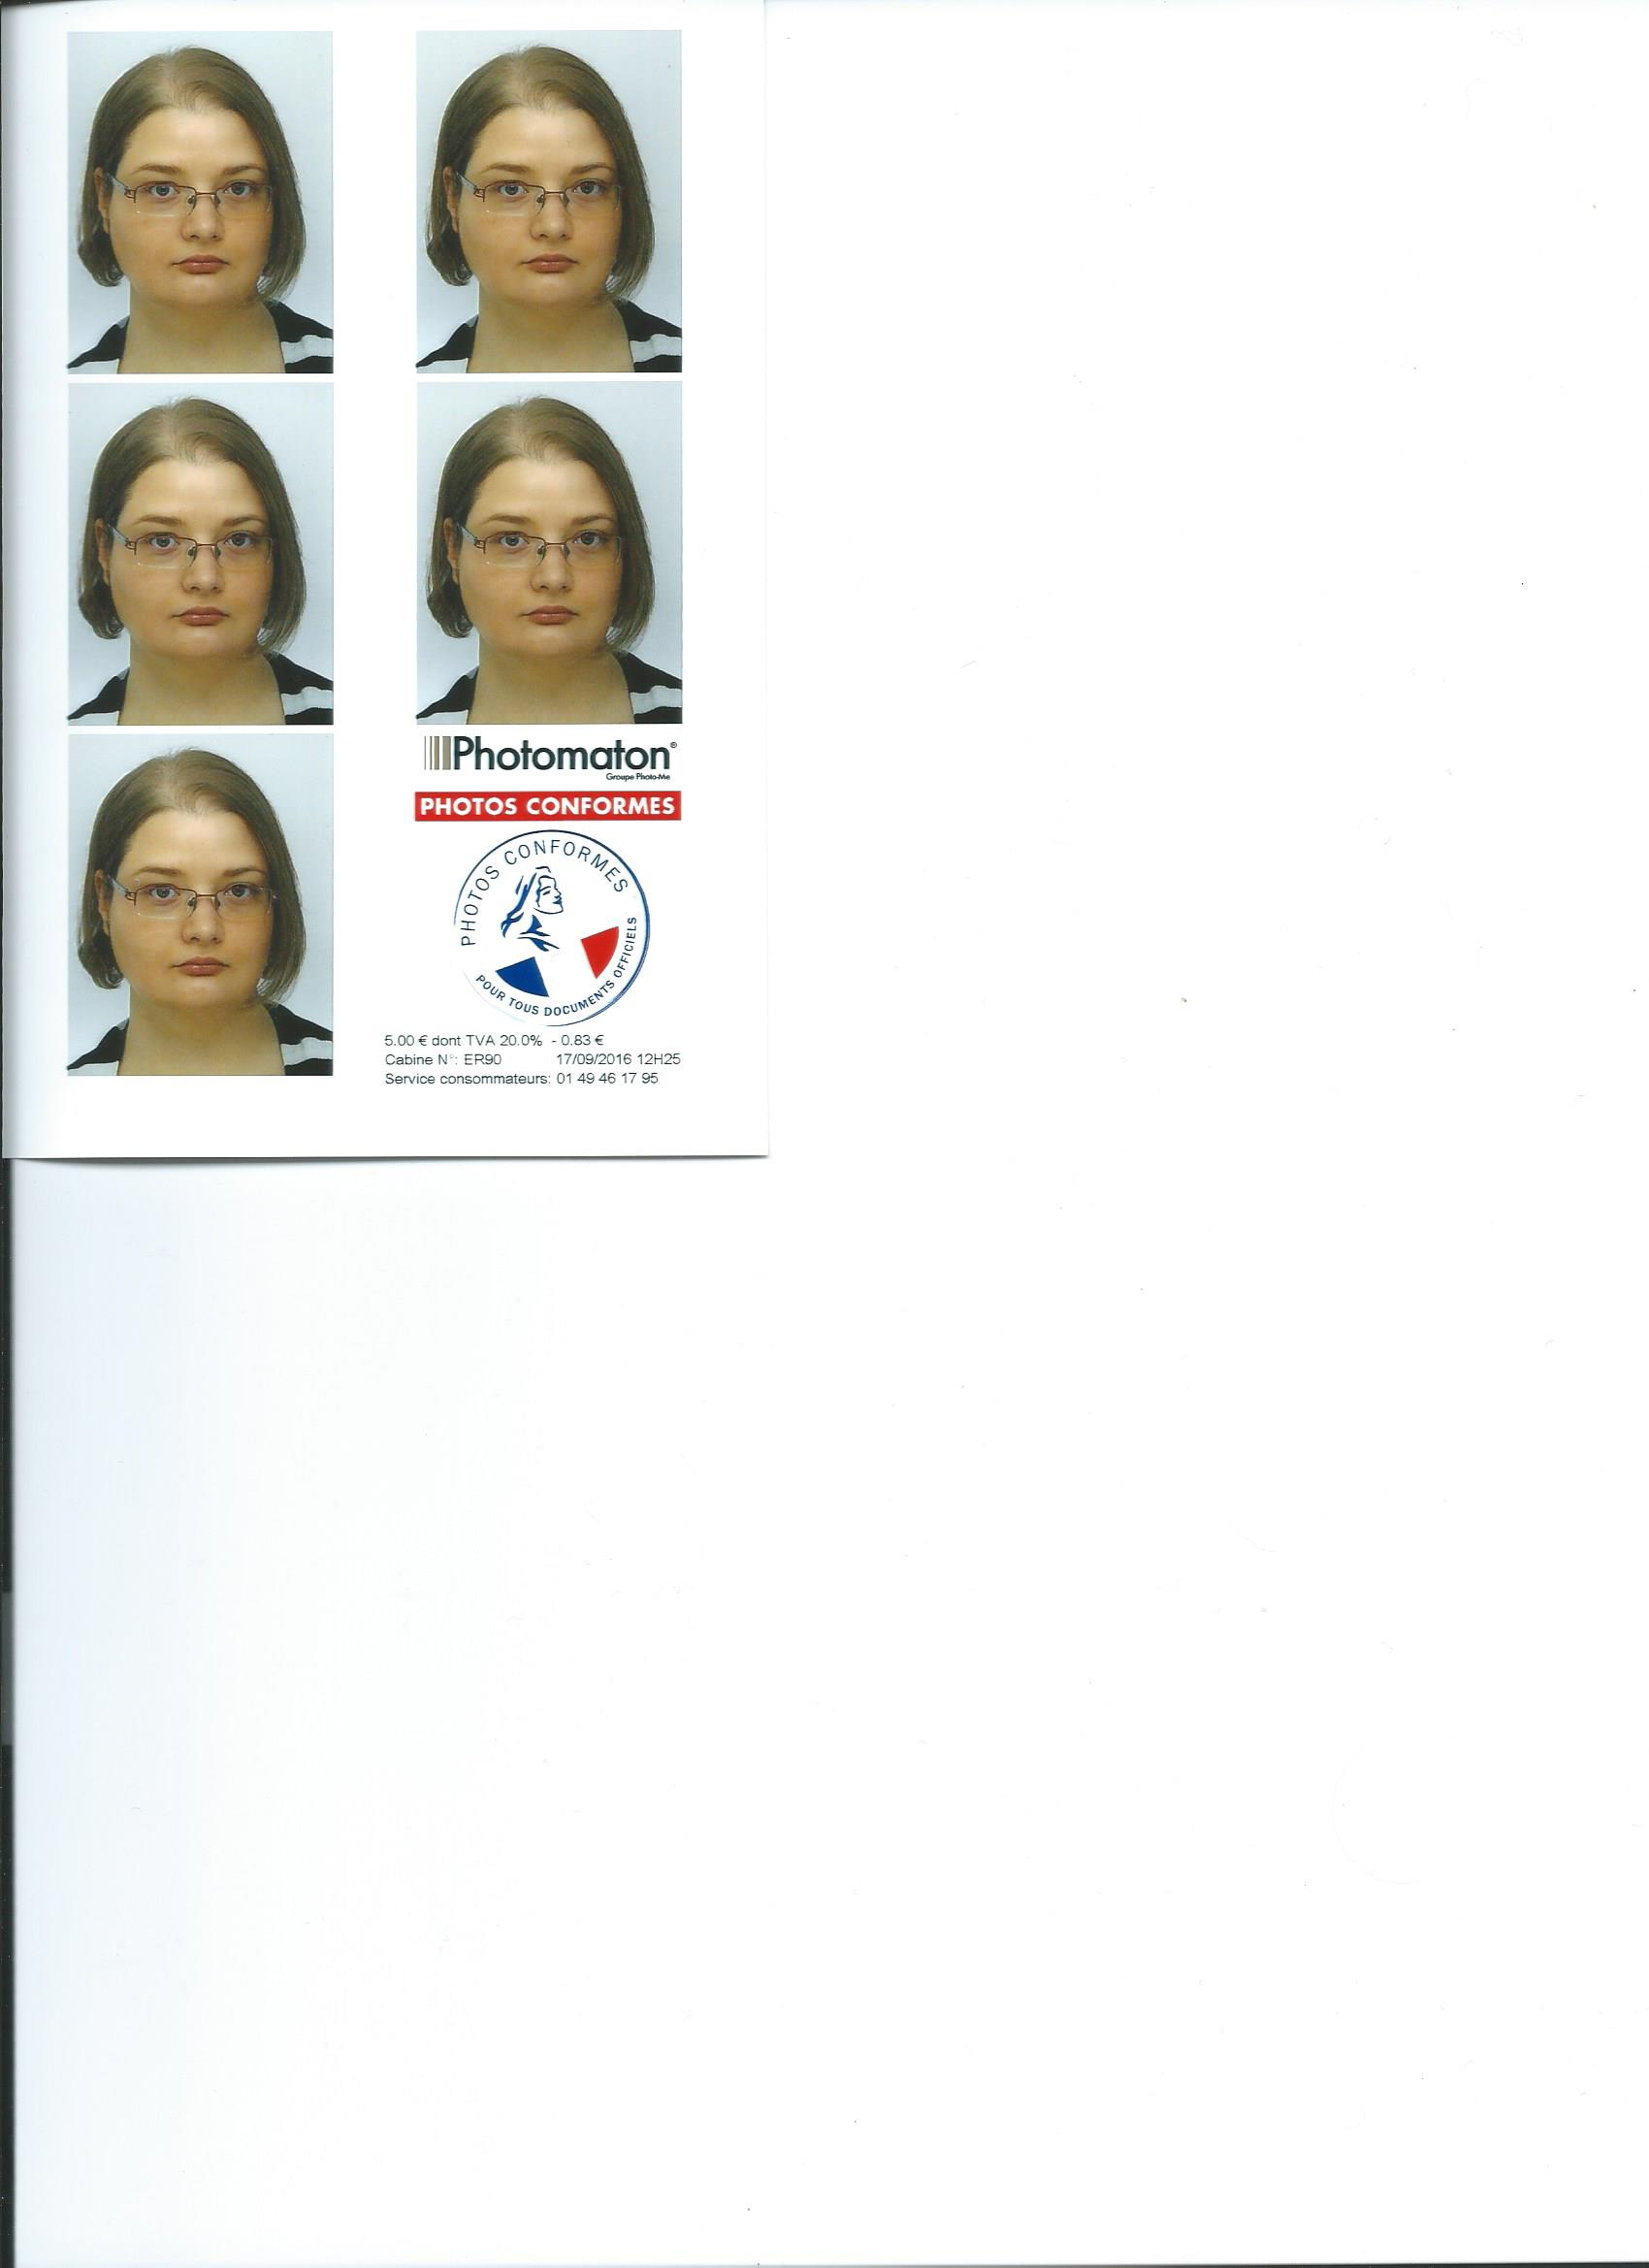 Photomaton®
Groupe Photo-Me
PHOTOS CONFORMES
PHOTOS CONFORMES
POUR TOUS DOCUMENTS OFFICIELS
5.00 € dont TVA 20.0% - 0.83 €
Cabine N°: ER90 17/09/2016 12H25
Service consommateurs: 01 49 46 17 95